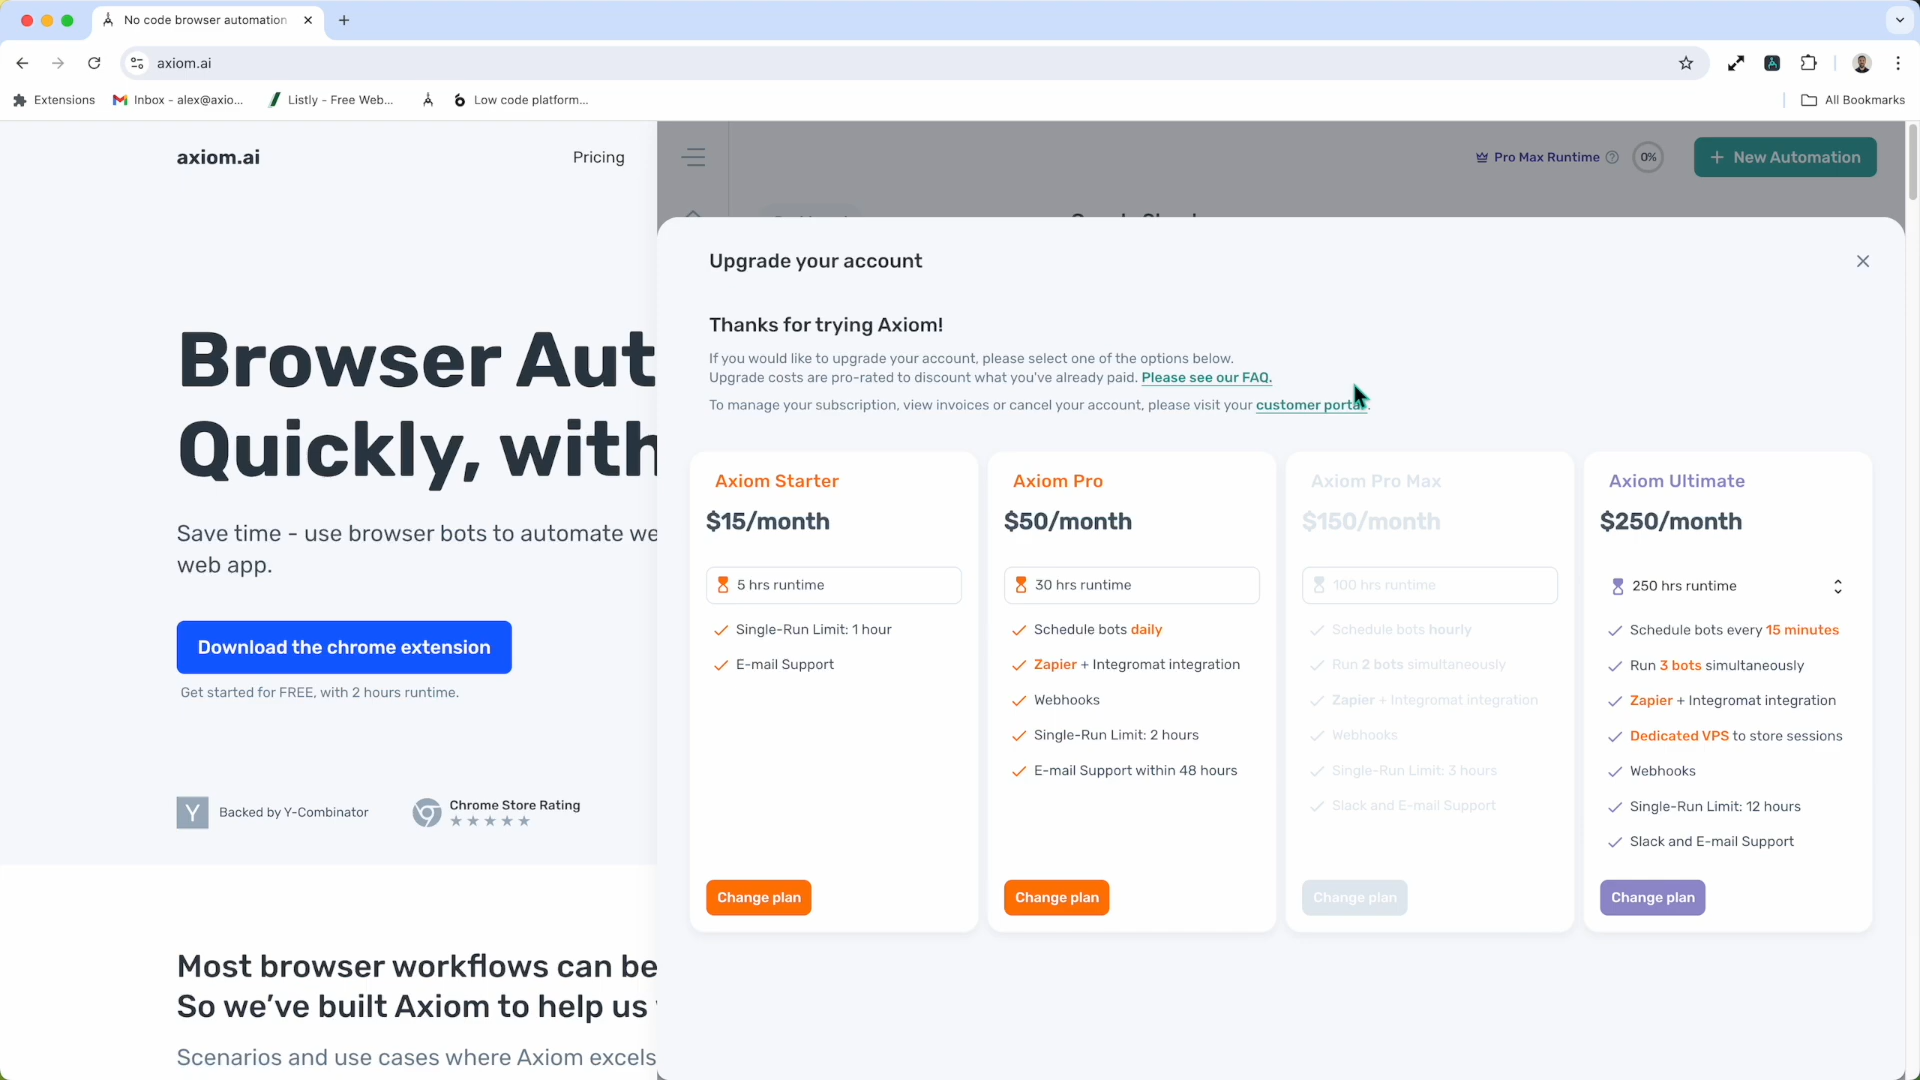 No code browser automation
axiom.ai
Extensions
Inbox - alex@axio...
Listly - Free Web...
Low code platform...
All Bookmarks
axiom.ai
Pricing
Pro Max Runtime
0%
+ New Automation
Browser Aut
Quickly, with
Save time - use browser bots to automate we
web app.
Download the chrome extension
Get started for FREE, with 2 hours runtime.
Y
Backed by Y-Combinator
Chrome Store Rating
Most browser workflows can be
So we've built Axiom to help us
Scenarios and use cases where Axiom excels
Upgrade your account
Thanks for trying Axiom!
If you would like to upgrade your account, please select one of the options below.
Upgrade costs are pro-rated to discount what you've already paid. Please see our FAQ.
To manage your subscription, view invoices or cancel your account, please visit your customer portal.
Axiom Starter
$15/month
5 hrs runtime
Single-Run Limit: 1 hour
E-mail Support
Change plan
Axiom Pro
$50/month
30 hrs runtime
Schedule bots daily
Zapier + Integromat integration
Webhooks
Single-Run Limit: 2 hours
E-mail Support within 48 hours
Change plan
Axiom Pro Max
$150/month
100 hrs runtime
Schedule bots hourly
Run 2 bots simultaneously
Zapier + Integromat integration
Webhooks
Single-Run Limit: 3 hours
Slack and E-mail Support
Change plan
Axiom Ultimate
$250/month
250 hrs runtime
Schedule bots every 15 minutes
Run 3 bots simultaneously
Zapier + Integromat integration
Dedicated VPS to store sessions
Webhooks
Single-Run Limit: 12 hours
Slack and E-mail Support
Change plan